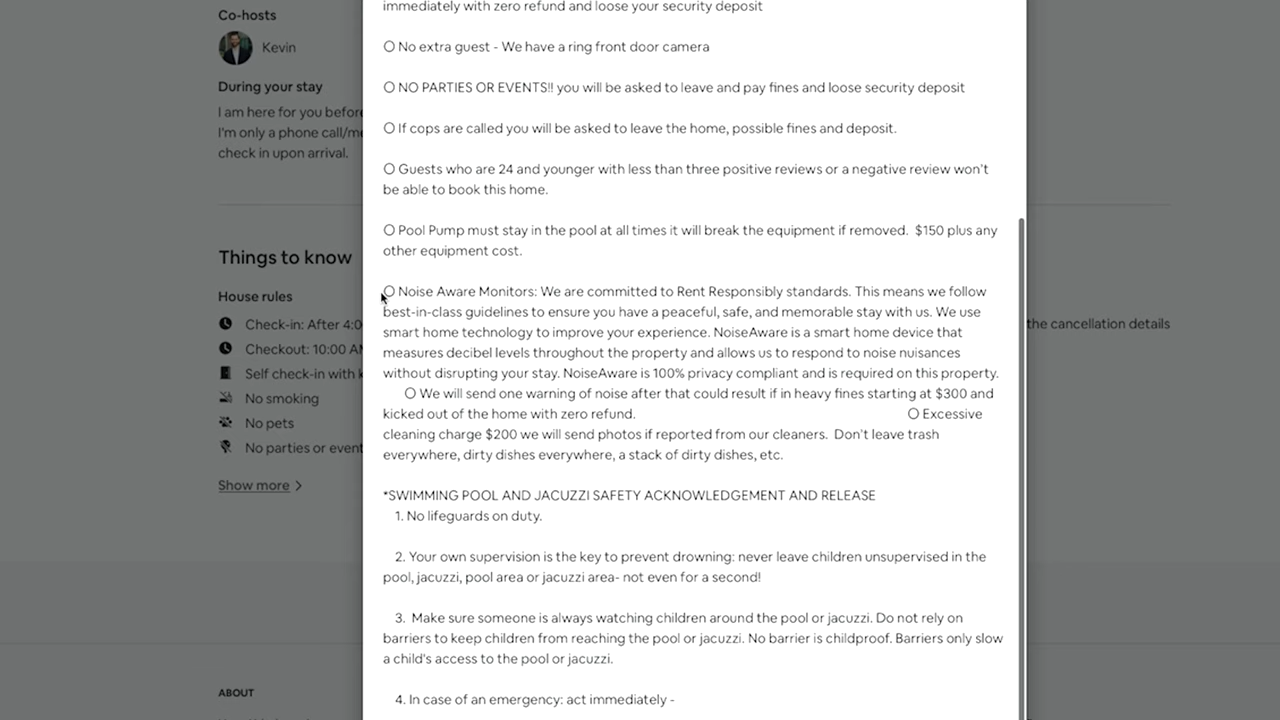 Co-hosts
Kevin
During your stay
I am here for you before
I'm only a phone call/me
check in upon arrival.
Things to know
House rules
Check-in: After 4:0
Checkout: 10:00 AM
Self check-in with k
No smoking
No pets
No parties or event
Show more
ABOUT
immediately with zero refund and loose your security deposit
O No extra guest - We have a ring front door camera
O NO PARTIES OR EVENTS!! you will be asked to leave and pay fines and loose security deposit
O If cops are called you will be asked to leave the home, possible fines and deposit.
O Guests who are 24 and younger with less than three positive reviews or a negative review won't
be able to book this home.
O Pool Pump must stay in the pool at all times it will break the equipment if removed.  $150 plus any
other equipment cost.
O Noise Aware Monitors: We are committed to Rent Responsibly standards. This means we follow
best-in-class guidelines to ensure you have a peaceful, safe, and memorable stay with us. We use
smart home technology to improve your experience. NoiseAware is a smart home device that
measures decibel levels throughout the property and allows us to respond to noise nuisances
without disrupting your stay. NoiseAware is 100% privacy compliant and is required on this property.
O We will send one warning of noise after that could result if in heavy fines starting at $300 and
kicked out of the home with zero refund. O Excessive
cleaning charge $200 we will send photos if reported from our cleaners.  Don't leave trash
everywhere, dirty dishes everywhere, a stack of dirty dishes, etc.
*SWIMMING POOL AND JACUZZI SAFETY ACKNOWLEDGEMENT AND RELEASE
1. No lifeguards on duty.
2. Your own supervision is the key to prevent drowning: never leave children unsupervised in the
pool, jacuzzi, pool area or jacuzzi area- not even for a second!
3.  Make sure someone is always watching children around the pool or jacuzzi. Do not rely on
barriers to keep children from reaching the pool or jacuzzi. No barrier is childproof. Barriers only slow
a child's access to the pool or jacuzzi.
4. In case of an emergency: act immediately -
the cancellation details